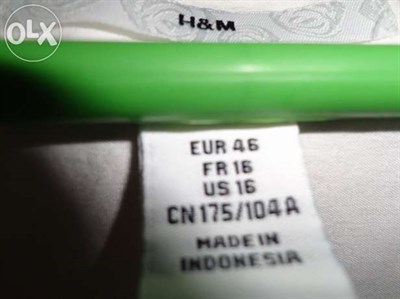 OLX
H&M
EUR 46
FR 16
US 16
CN 175/104 A
MADE IN
INDONESIA